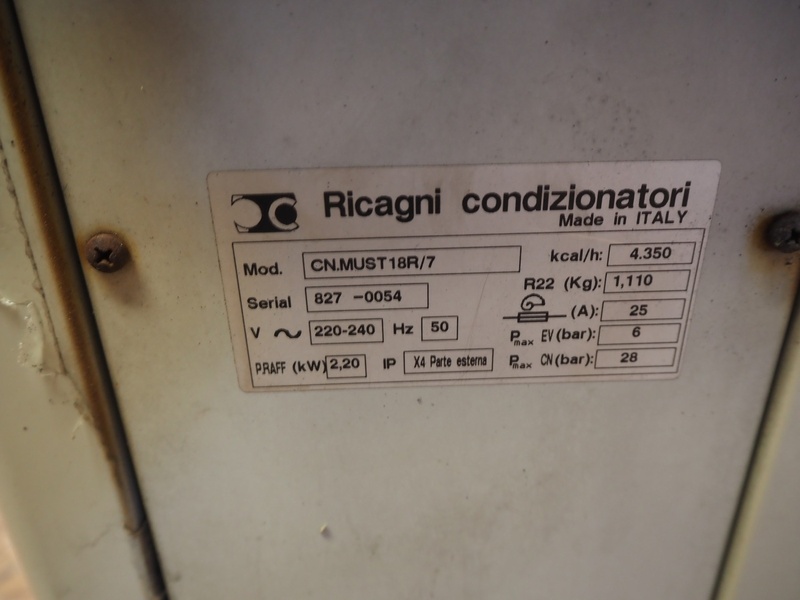 Ricagni condizionatori
Made in ITALY
Mod. CN.MUST18R/7
kcal/h: 4.350
Serial 827 -0054
R22 (Kg): 1,110
(A): 25
V ~ 220-240 Hz 50
Pmax EV (bar): 6
P.RAFF (kW) 2,20 IP X4 Parte esterna
Pmax CN (bar): 28